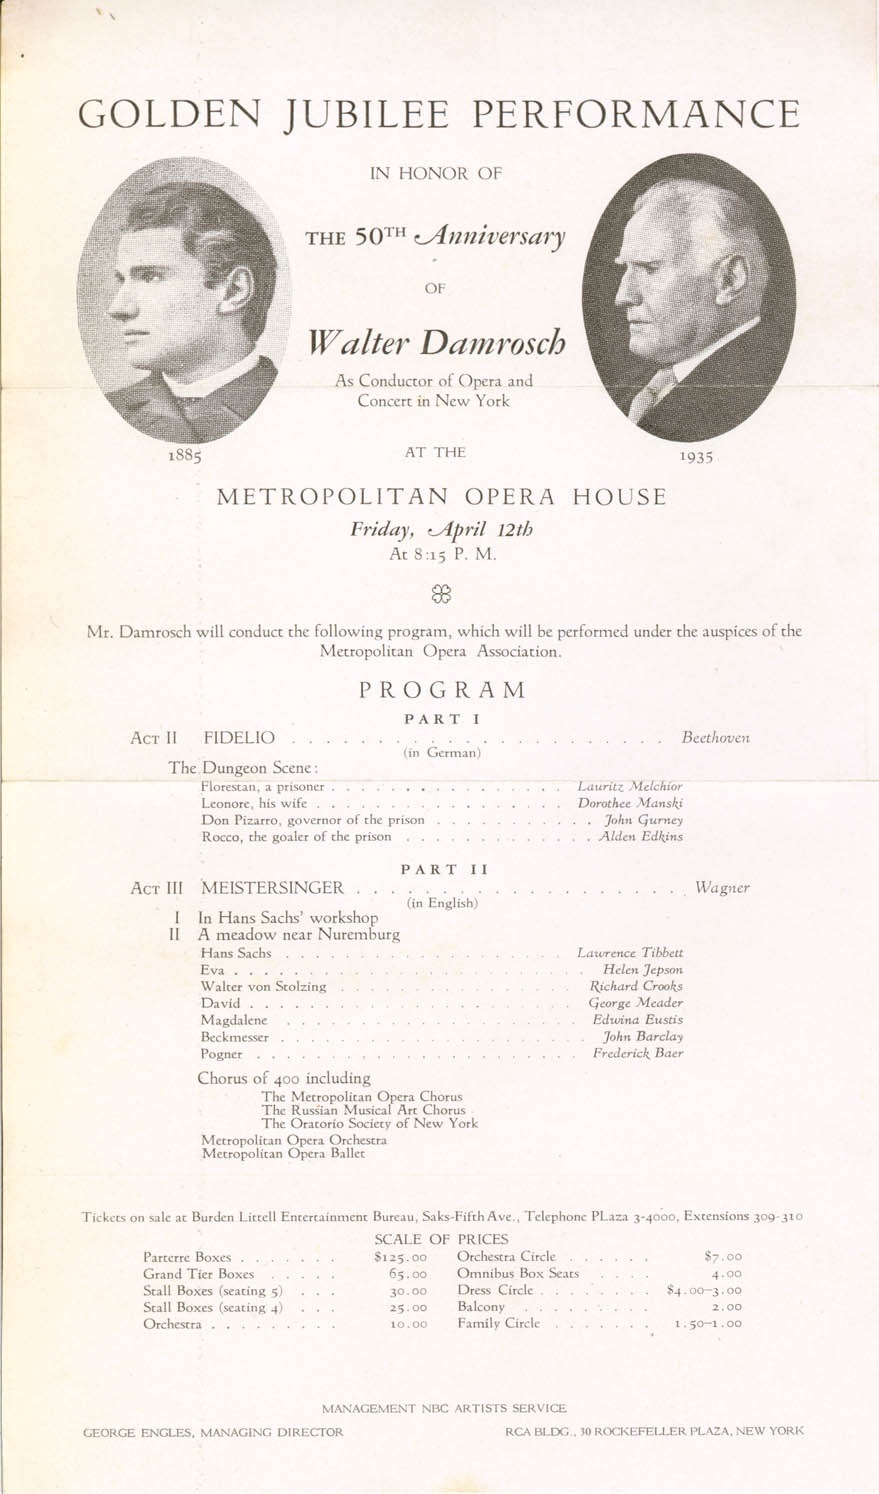 GOLDEN JUBILEE PERFORMANCE
IN HONOR OF
THE 50TH Anniversary
OF
Walter Damrosch
As Conductor of Opera and
Concert in New York
1885
AT THE
1935
METROPOLITAN OPERA HOUSE
Friday, April 12th
At 8:15 P. M.
Mr. Damrosch will conduct the following program, which will be performed under the auspices of the
Metropolitan Opera Association.
PROGRAM
PART I
ACT II FIDELIO . . . . . . . . . . . . . . . . . . . . . . Beethoven
(in German)
The Dungeon Scene:
Florestan, a prisoner . . . . . . . . . . . . . . . . Lauritz Melchior
Leonore, his wife . . . . . . . . . . . . . . . . . Dorothee Manski
Don Pizarro, governor of the prison . . . . . . . . . . . John Gurney
Rocco, the goaler of the prison . . . . . . . . . . . . . Alden Edkins
PART II
ACT III MEISTERSINGER . . . . . . . . . . . . . . . . . . . . Wagner
(in English)
I In Hans Sachs' workshop
II A meadow near Nuremburg
Hans Sachs . . . . . . . . . . . . . . . . . . . Lawrence Tibbett
Eva . . . . . . . . . . . . . . . . . . . . . . . . Helen Jepson
Walter von Stolzing . . . . . . . . . . . . . . . . Richard Crooks
David . . . . . . . . . . . . . . . . . . . . . . George Meader
Magdalene . . . . . . . . . . . . . . . . . . . . Edwina Eustis
Beckmesser . . . . . . . . . . . . . . . . . . . . . John Barclay
Pogner . . . . . . . . . . . . . . . . . . . . . . Frederick Baer
Chorus of 400 including
The Metropolitan Opera Chorus
The Russian Musical Art Chorus
The Oratorio Society of New York
Metropolitan Opera Orchestra
Metropolitan Opera Ballet
Tickets on sale at Burden Littell Entertainment Bureau, Saks-Fifth Ave., Telephone PLaza 3-4000, Extensions 309-310
SCALE OF PRICES
Parterre Boxes . . . . . . . $125.00 Orchestra Circle . . . . . . $7.00
Grand Tier Boxes . . . . . 65.00 Omnibus Box Seats . . . . 4.00
Stall Boxes (seating 5) . . . 30.00 Dress Circle . . . . . . . . $4.00–3.00
Stall Boxes (seating 4) . . . 25.00 Balcony . . . . . . . . . 2.00
Orchestra . . . . . . . . . 10.00 Family Circle . . . . . . . 1.50–1.00
MANAGEMENT NBC ARTISTS SERVICE
GEORGE ENGLES, MANAGING DIRECTOR RCA BLDG., 30 ROCKEFELLER PLAZA, NEW YORK